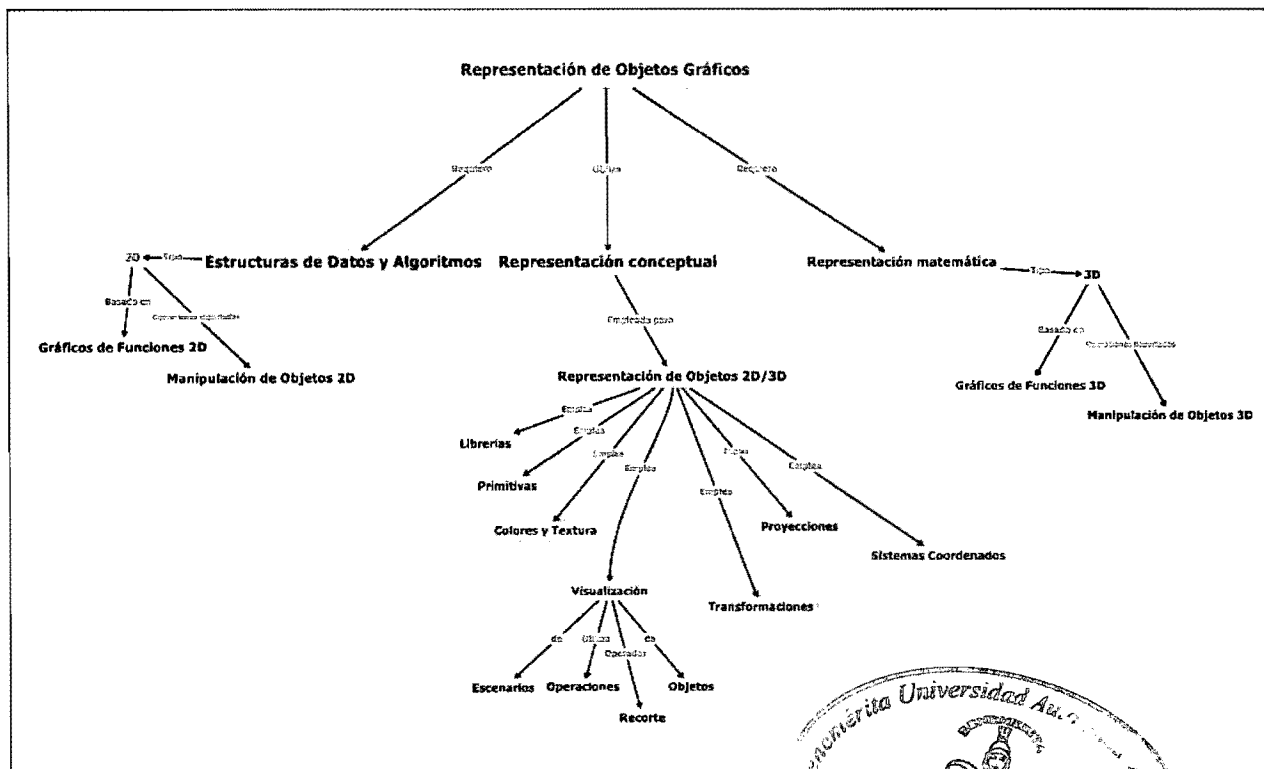 Representación de Objetos Gráficos
Requiere
Utiliza
Requiere
2D
Tipo
Estructuras de Datos y Algoritmos
Representación conceptual
Representación matemática
Tipo
3D
Basado en
Gráficos de Funciones 2D
Manipulación de Objetos 2D
Empleada para
Basado en
Representación de Objetos 2D/3D
Gráficos de Funciones 3D
Manipulación de Objetos 3D
Emplea
Librerías
Emplea
Primitivas
Emplea
Emplea
Emplea
Emplea
Colores y Textura
Proyecciones
Sistemas Coordenados
Visualización
Transformaciones
de
Utiliza
Operador
de
Escenarios
Operaciones
Objetos
Recorte
Universidad